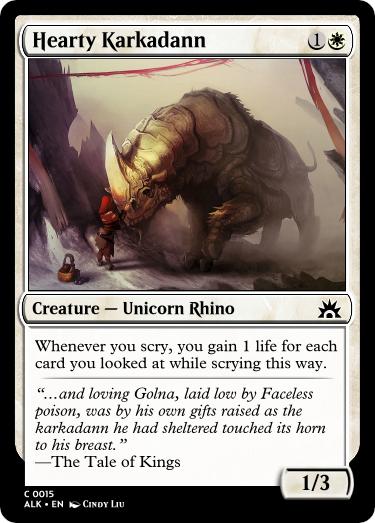 Hearty Karkadann 1
Creature — Unicorn Rhino
Whenever you scry, you gain 1 life for each
card you looked at while scrying this way.
“...and loving Golna, laid low by Faceless
poison, was by his own gifts raised as the
karkadann he had sheltered touched its horn
to his breast.”
—The Tale of Kings
1/3
C 0015
ALK • EN Cindy Liu